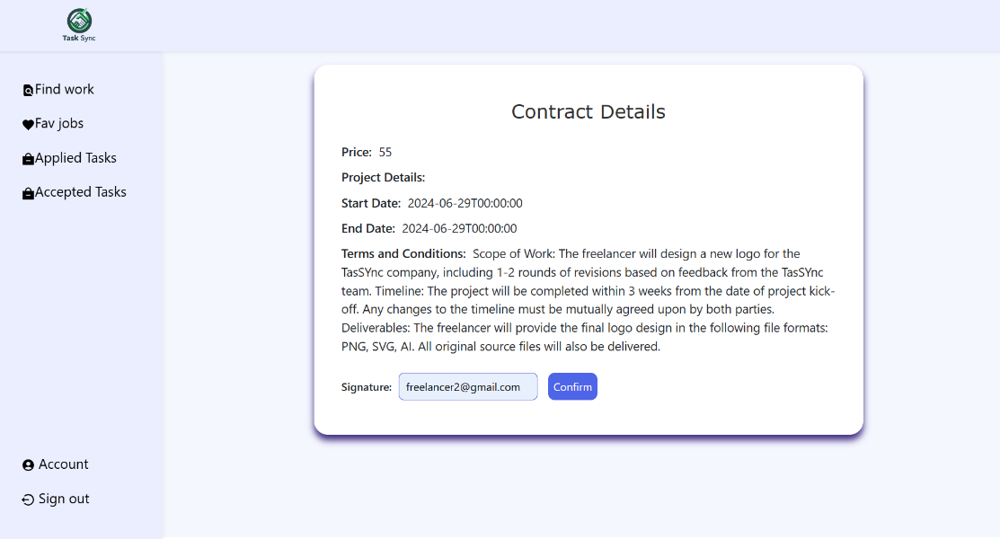 Task Sync
Find work
Fav jobs
Applied Tasks
Accepted Tasks
Account
Sign out
Contract Details
Price: 55
Project Details:
Start Date: 2024-06-29T00:00:00
End Date: 2024-06-29T00:00:00
Terms and Conditions: Scope of Work: The freelancer will design a new logo for the
TasSYnc company, including 1-2 rounds of revisions based on feedback from the TasSYnc
team. Timeline: The project will be completed within 3 weeks from the date of project kick-
off. Any changes to the timeline must be mutually agreed upon by both parties.
Deliverables: The freelancer will provide the final logo design in the following file formats:
PNG, SVG, AI. All original source files will also be delivered.
Signature: freelancer2@gmail.com Confirm